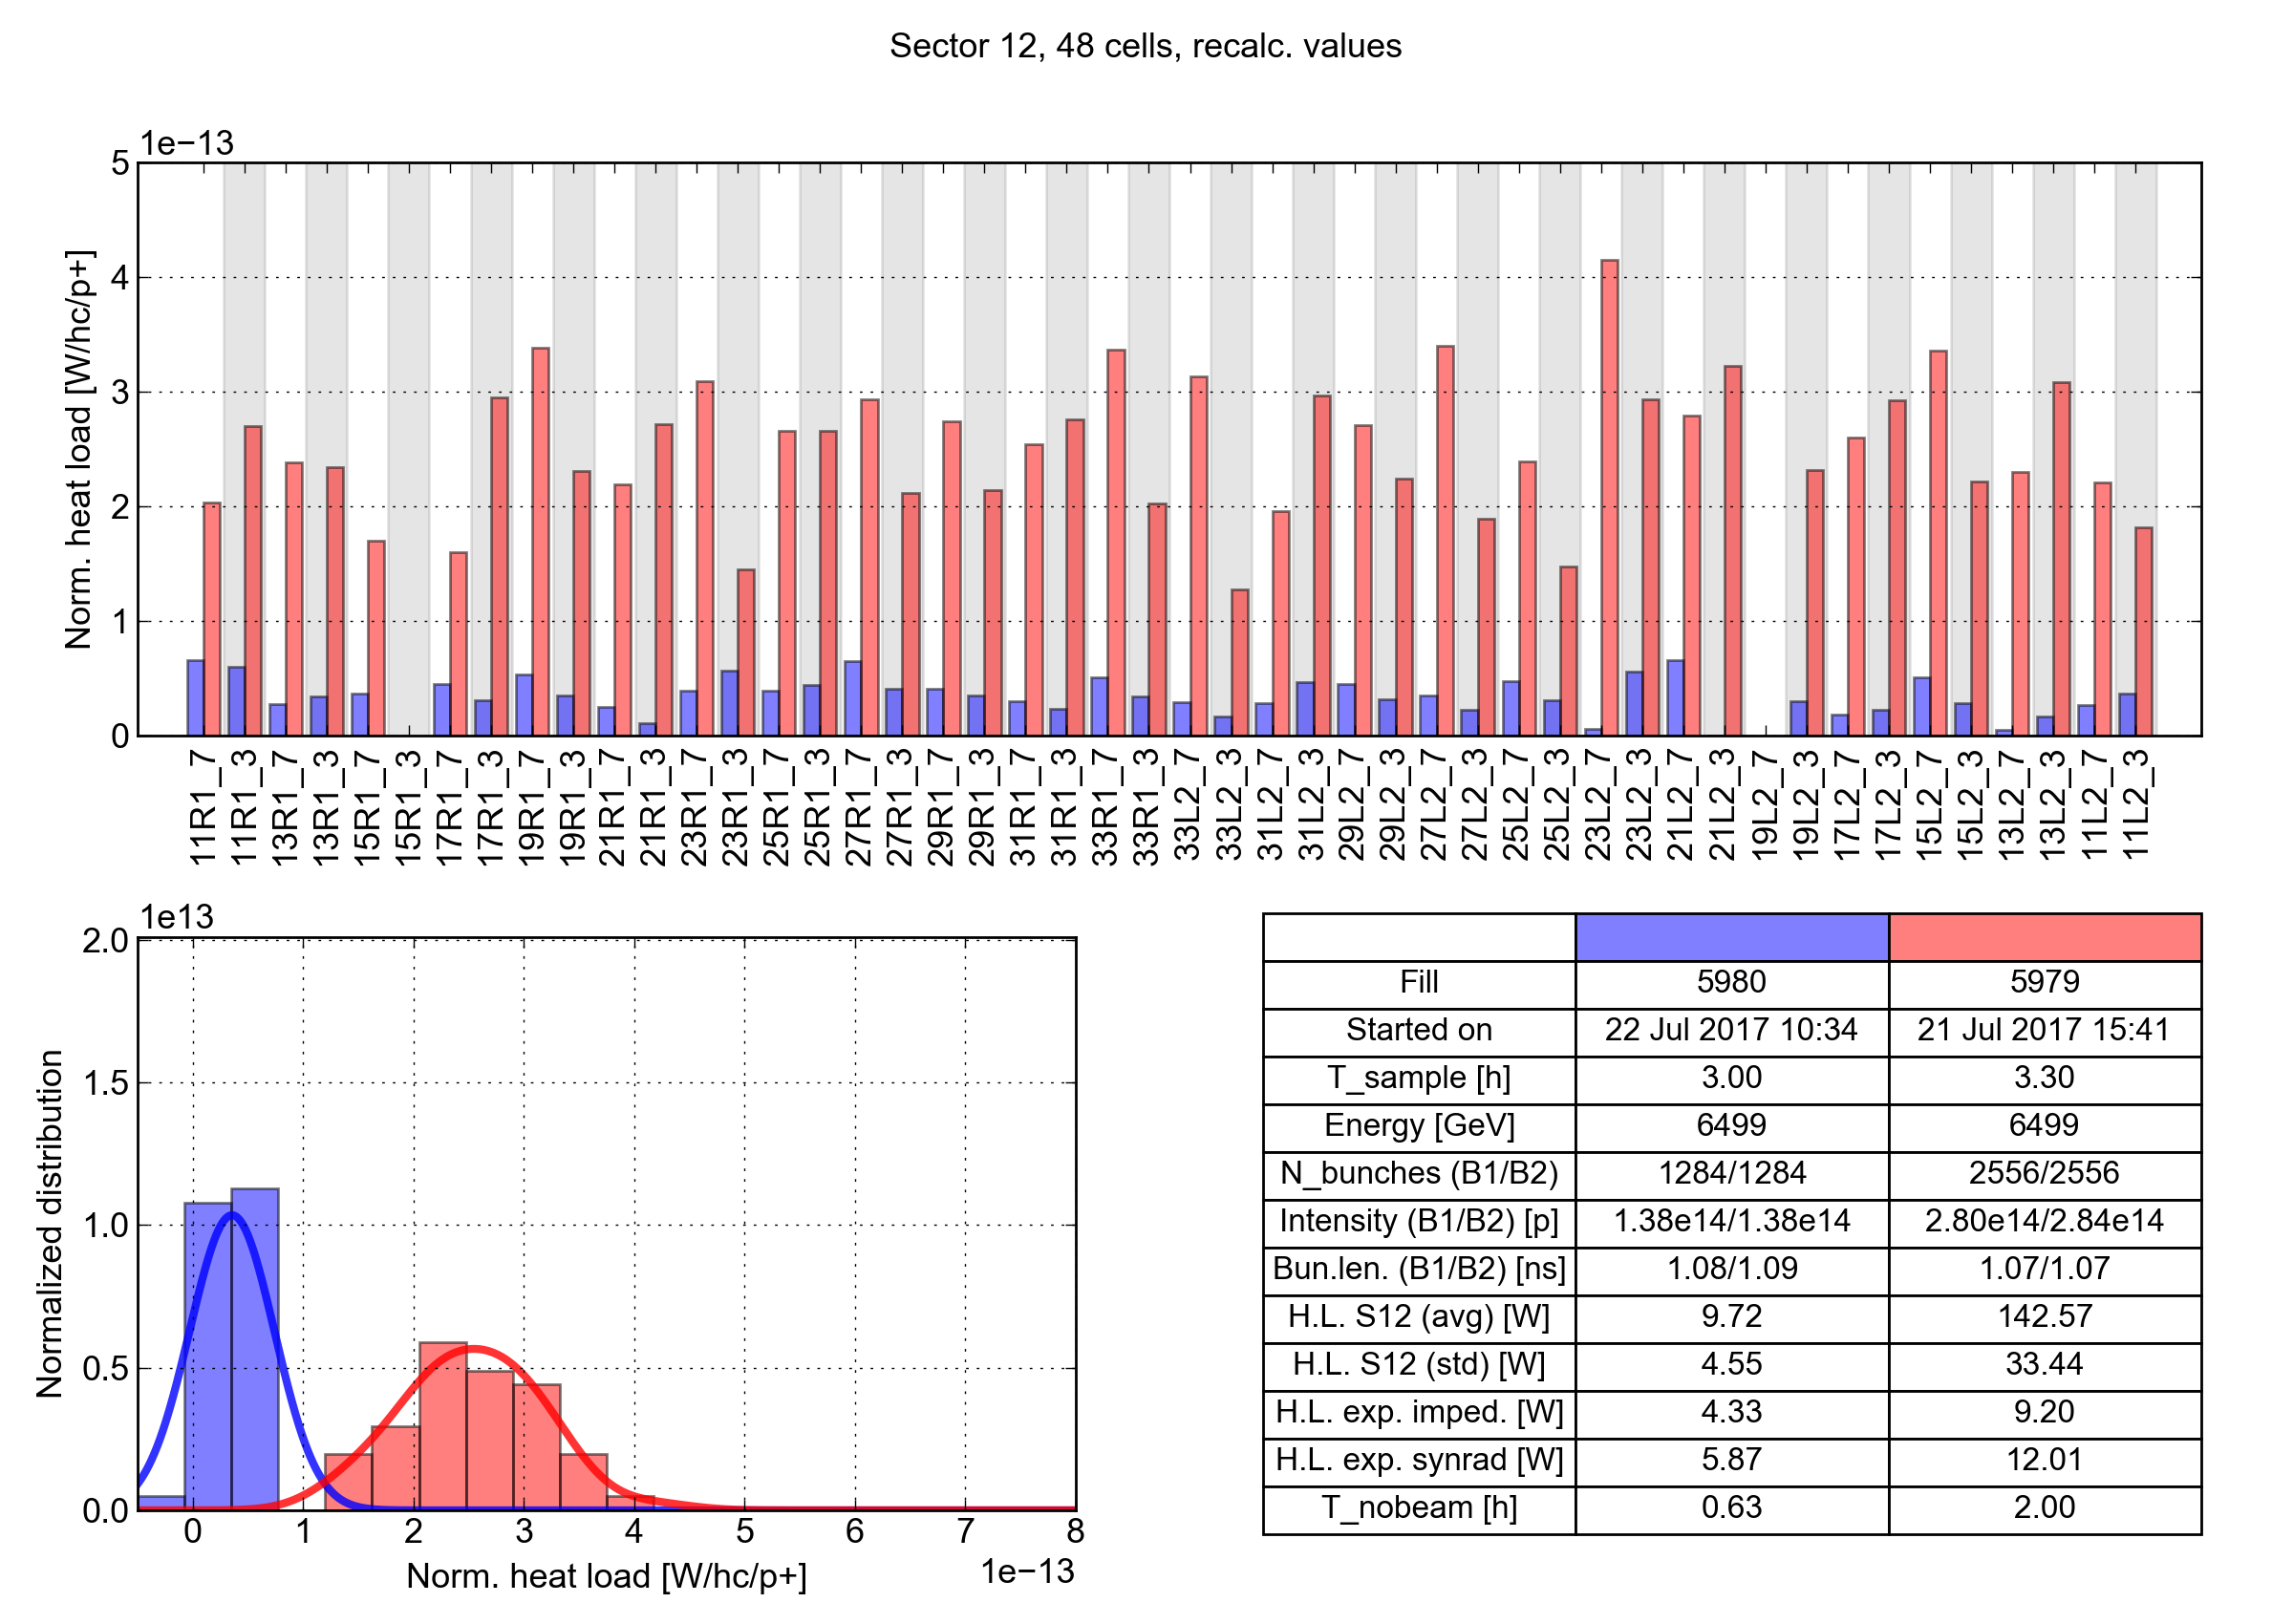 Sector 12, 48 cells, recalc. values
1e−13
5
4
3
2
1
0
Norm. heat load [W/hc/p+]
11R1_7
11R1_3
13R1_7
13R1_3
15R1_7
15R1_3
17R1_7
17R1_3
19R1_7
19R1_3
21R1_7
21R1_3
23R1_7
23R1_3
25R1_7
25R1_3
27R1_7
27R1_3
29R1_7
29R1_3
31R1_7
31R1_3
33R1_7
33R1_3
33L2_7
33L2_3
31L2_7
31L2_3
29L2_7
29L2_3
27L2_7
27L2_3
25L2_7
25L2_3
23L2_7
23L2_3
21L2_7
21L2_3
19L2_7
19L2_3
17L2_7
17L2_3
15L2_7
15L2_3
13L2_7
13L2_3
11L2_7
11L2_3
1e13
2.0
1.5
1.0
0.5
0.0
Normalized distribution
0 1 2 3 4 5 6 7 8
1e−13
Norm. heat load [W/hc/p+]
Fill 5980 5979
Started on 22 Jul 2017 10:34 21 Jul 2017 15:41
T_sample [h] 3.00 3.30
Energy [GeV] 6499 6499
N_bunches (B1/B2) 1284/1284 2556/2556
Intensity (B1/B2) [p] 1.38e14/1.38e14 2.80e14/2.84e14
Bun.len. (B1/B2) [ns] 1.08/1.09 1.07/1.07
H.L. S12 (avg) [W] 9.72 142.57
H.L. S12 (std) [W] 4.55 33.44
H.L. exp. imped. [W] 4.33 9.20
H.L. exp. synrad [W] 5.87 12.01
T_nobeam [h] 0.63 2.00